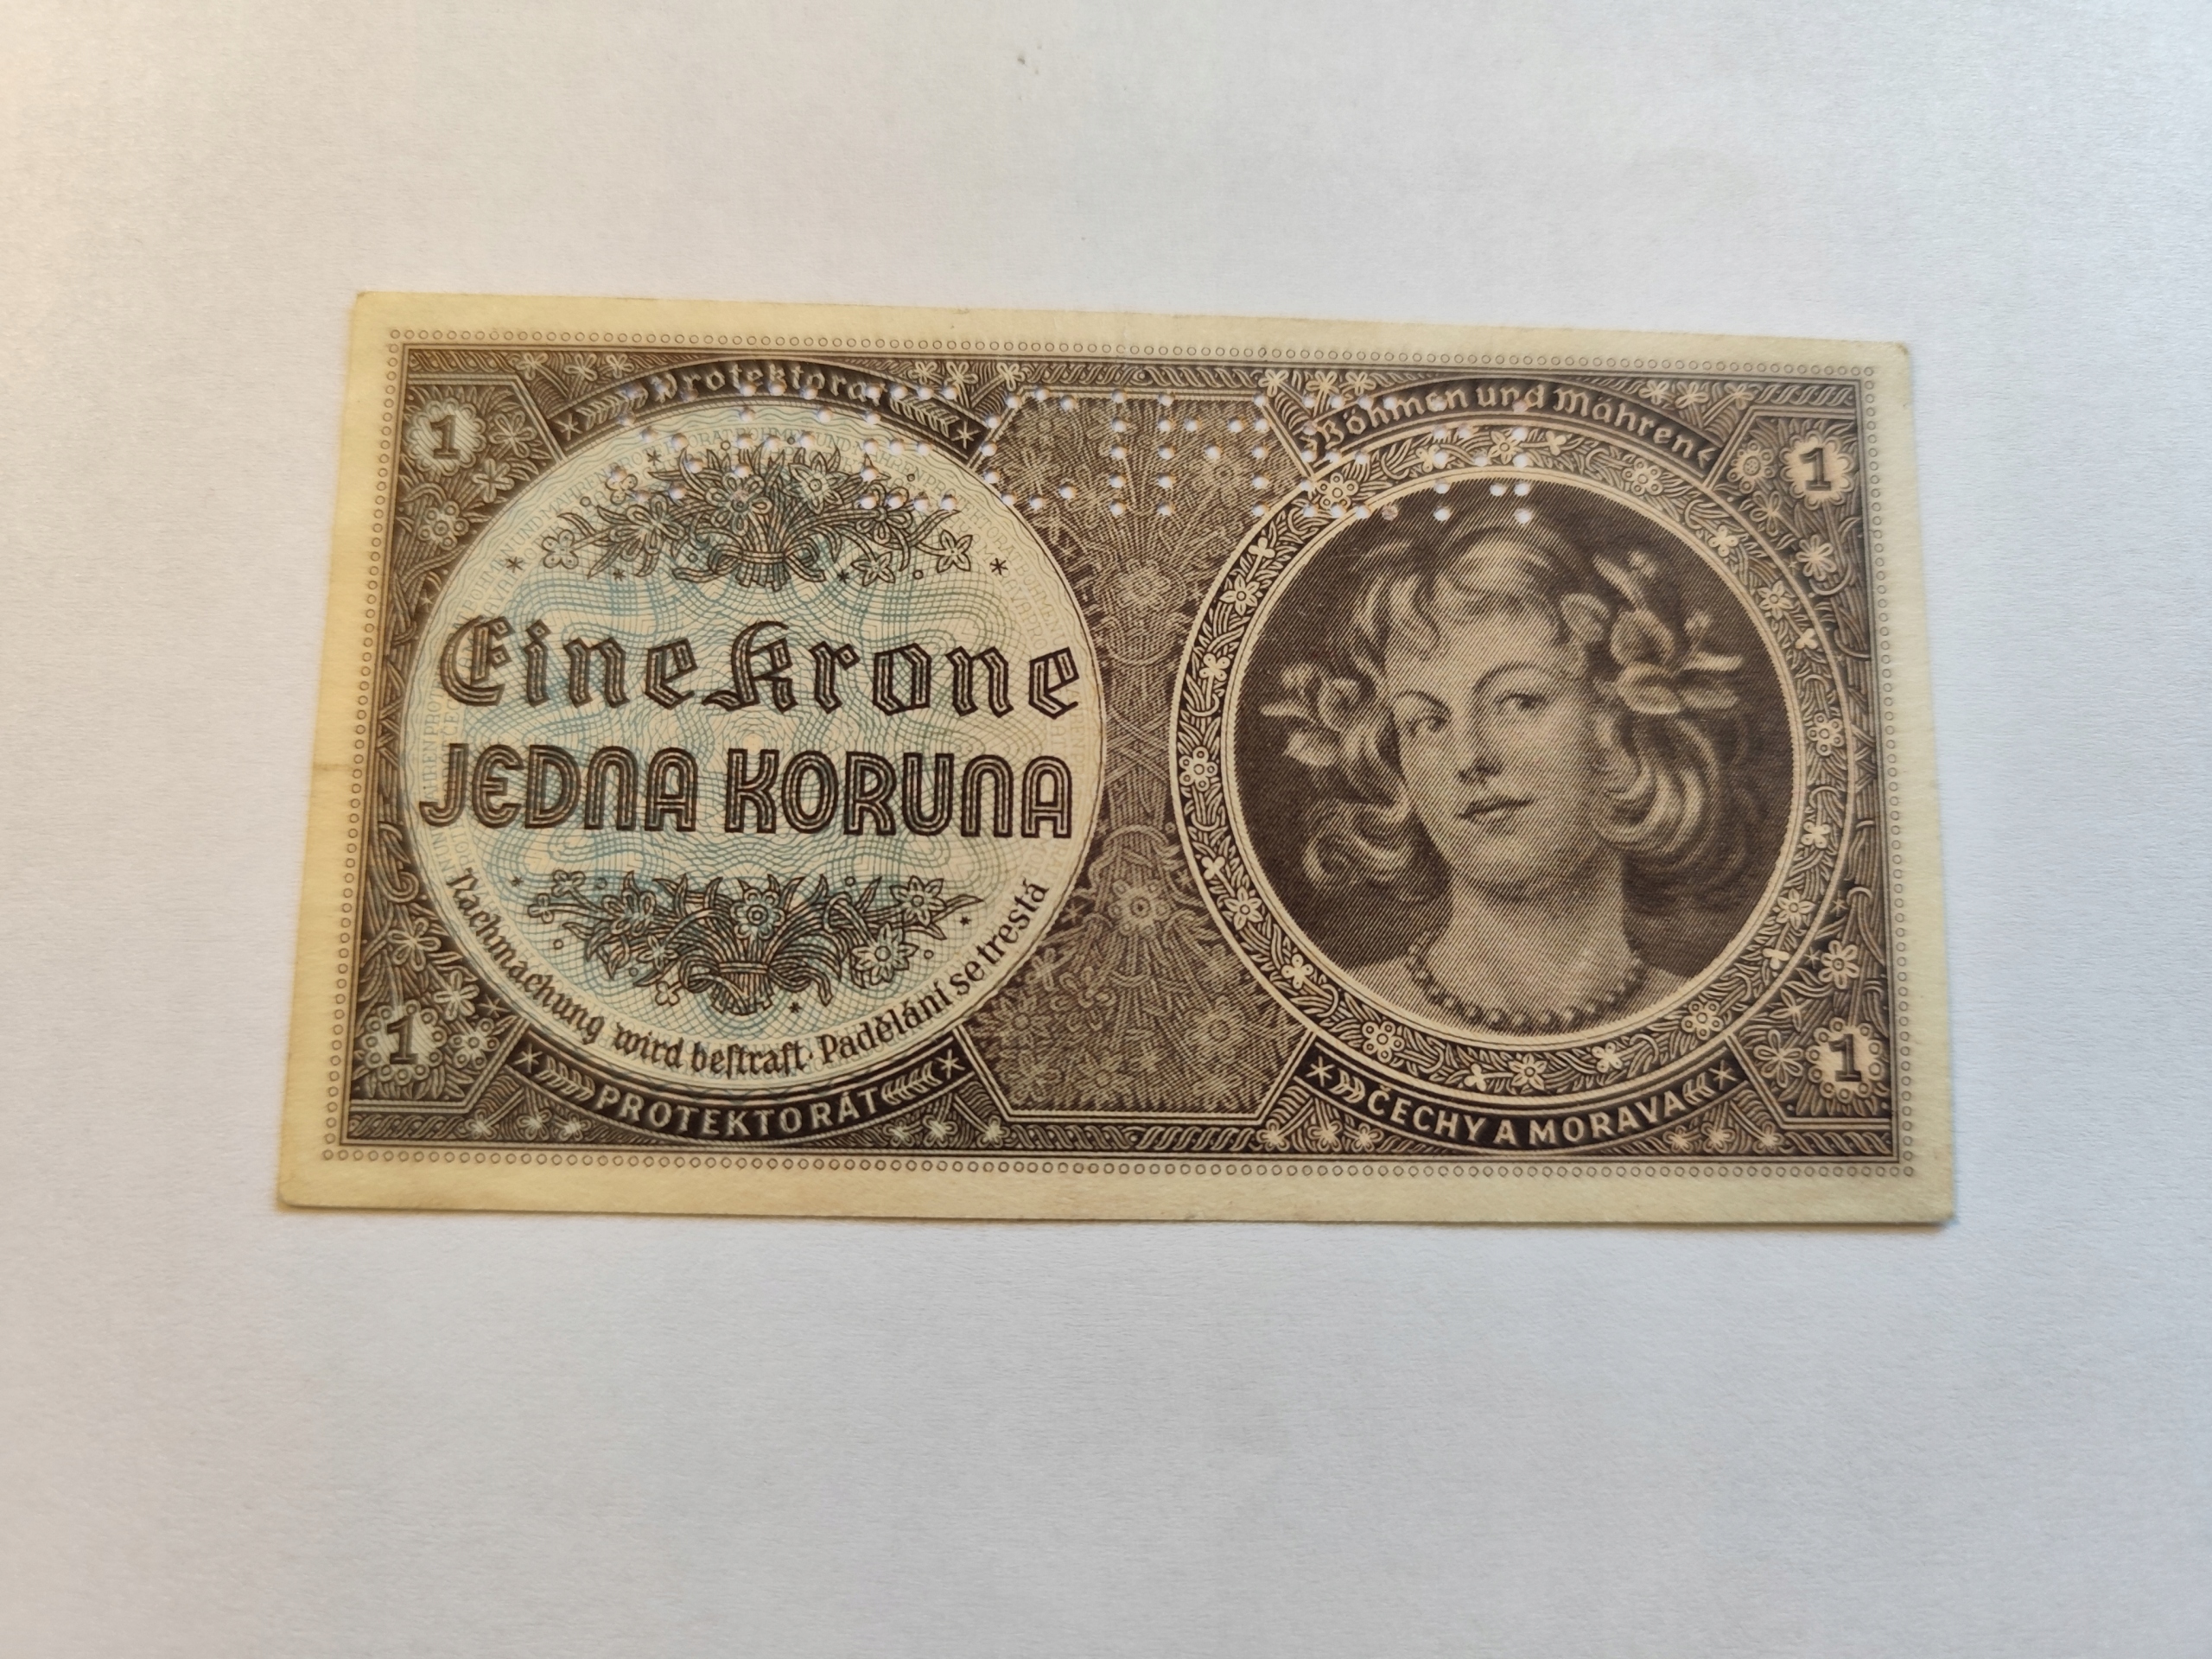 Protektorat
Böhmen und Mähren
1
1
SPECIMEN
Eine Krone
JEDNA KORUNA
Nachmachung wird bestraft · Padělání se trestá
1
1
PROTEKTORÁT
ČECHY A MORAVA